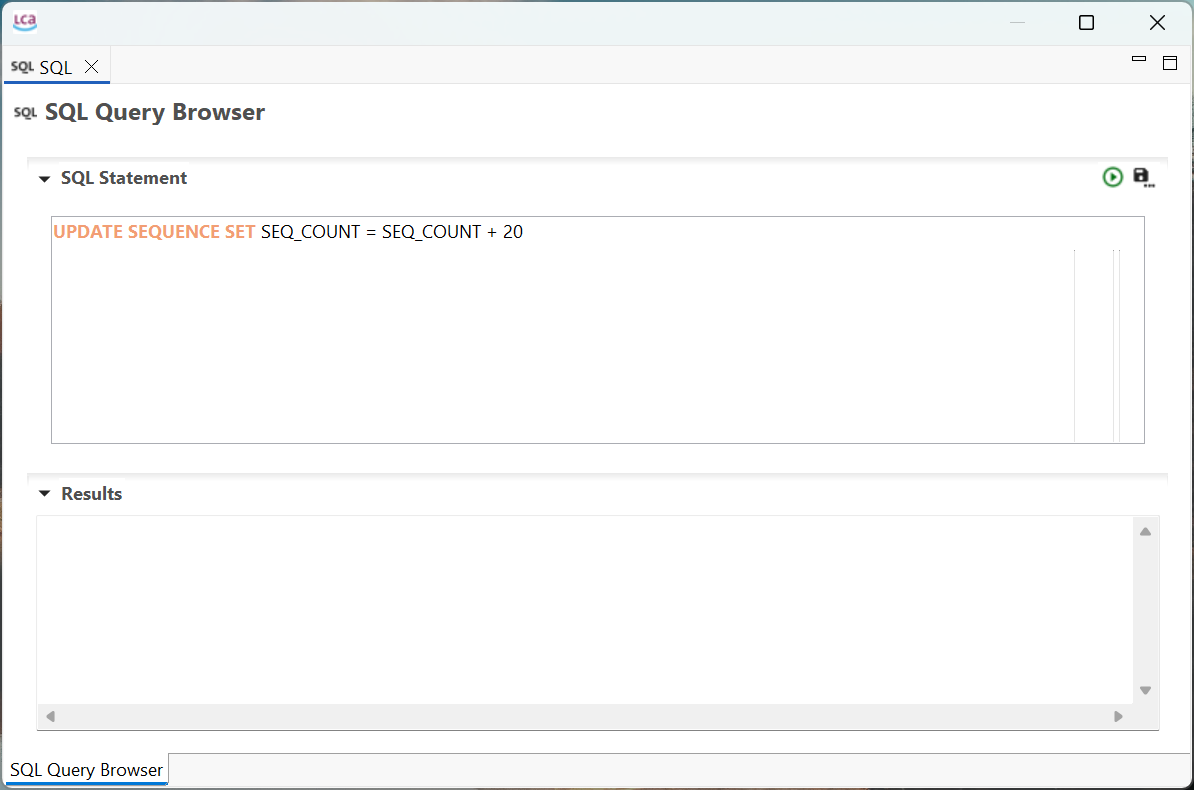 LCA
SQL SQL
SQL SQL Query Browser
SQL Statement
UPDATE SEQUENCE SET SEQ_COUNT = SEQ_COUNT + 20
Results
SQL Query Browser